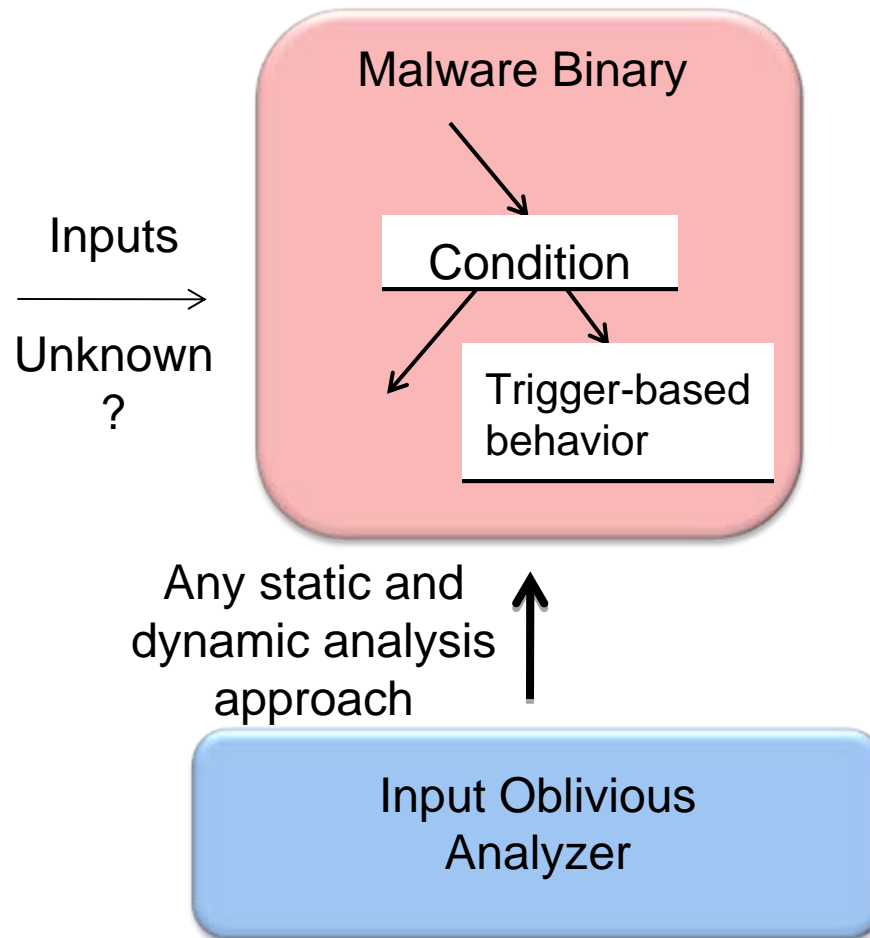 Malware Binary
Inputs
Condition
Unknown
?
Trigger-based
behavior
Any static and
dynamic analysis
approach
Input Oblivious
Analyzer